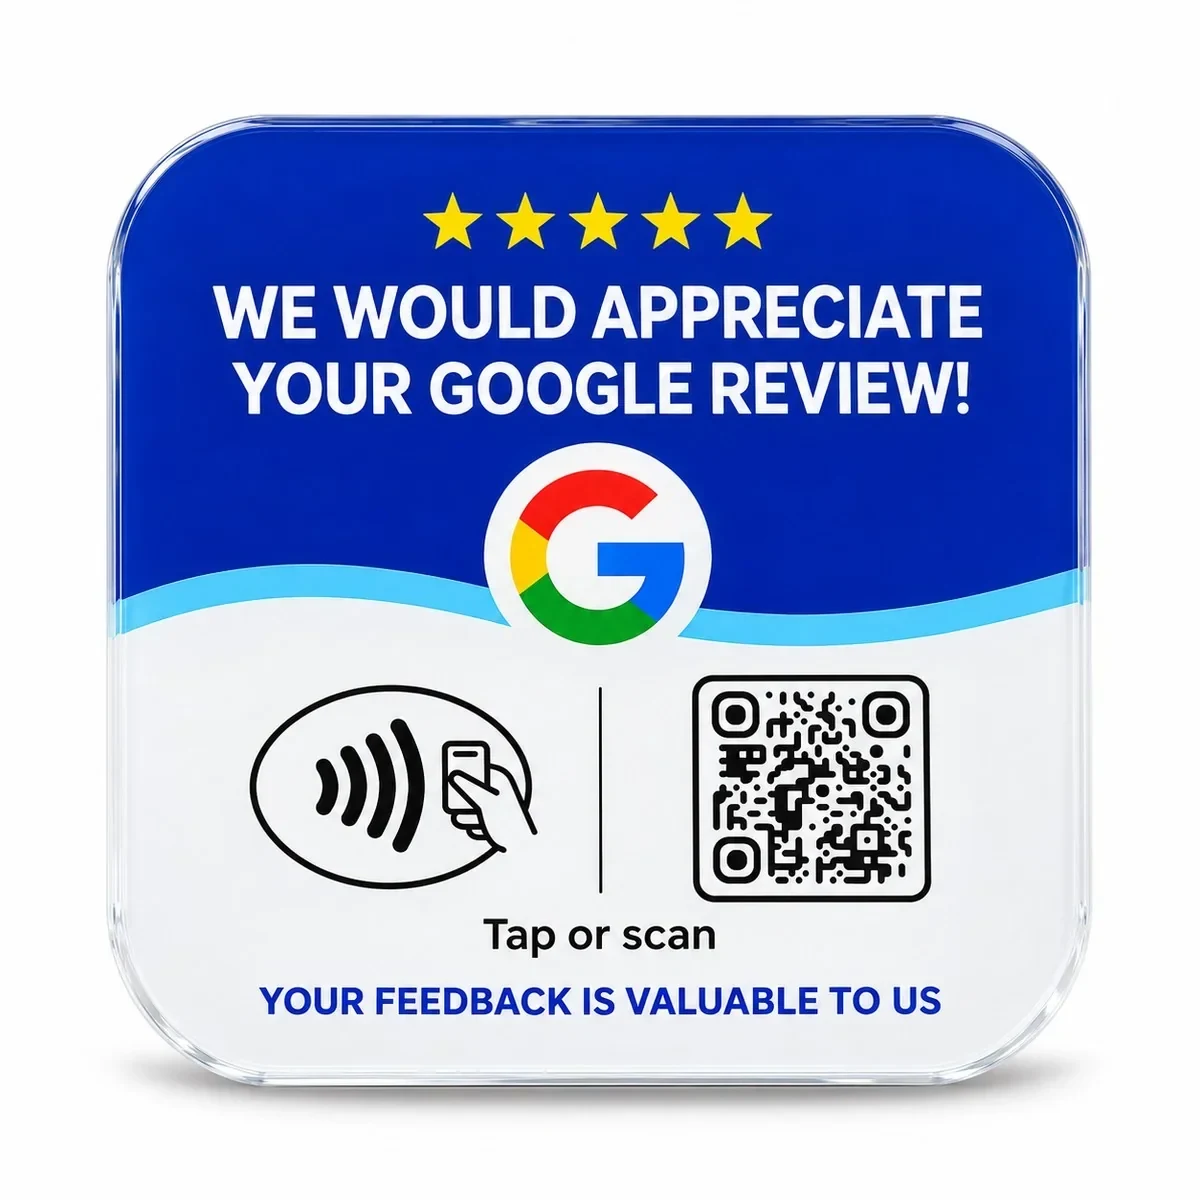 WE WOULD APPRECIATE
YOUR GOOGLE REVIEW!
G
Tap or scan
YOUR FEEDBACK IS VALUABLE TO US